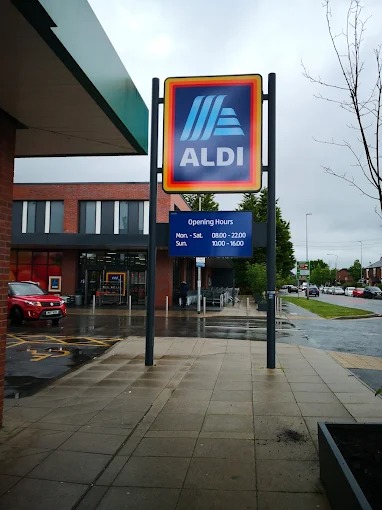 ALDI
Opening Hours
Mon. - Sat. 08.00 - 22.00
Sun. 10.00 - 16.00